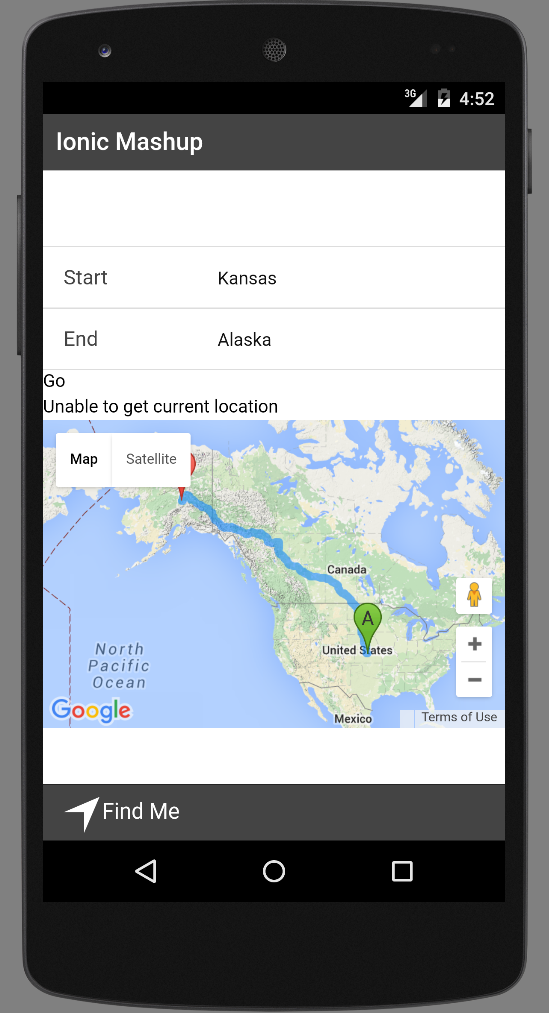 3G 4:52
Ionic Mashup
Start Kansas
End Alaska
Go
Unable to get current location
Map Satellite
Canada
A
United States
North
Pacific
Ocean
Google
Mexico
Terms of Use
Find Me